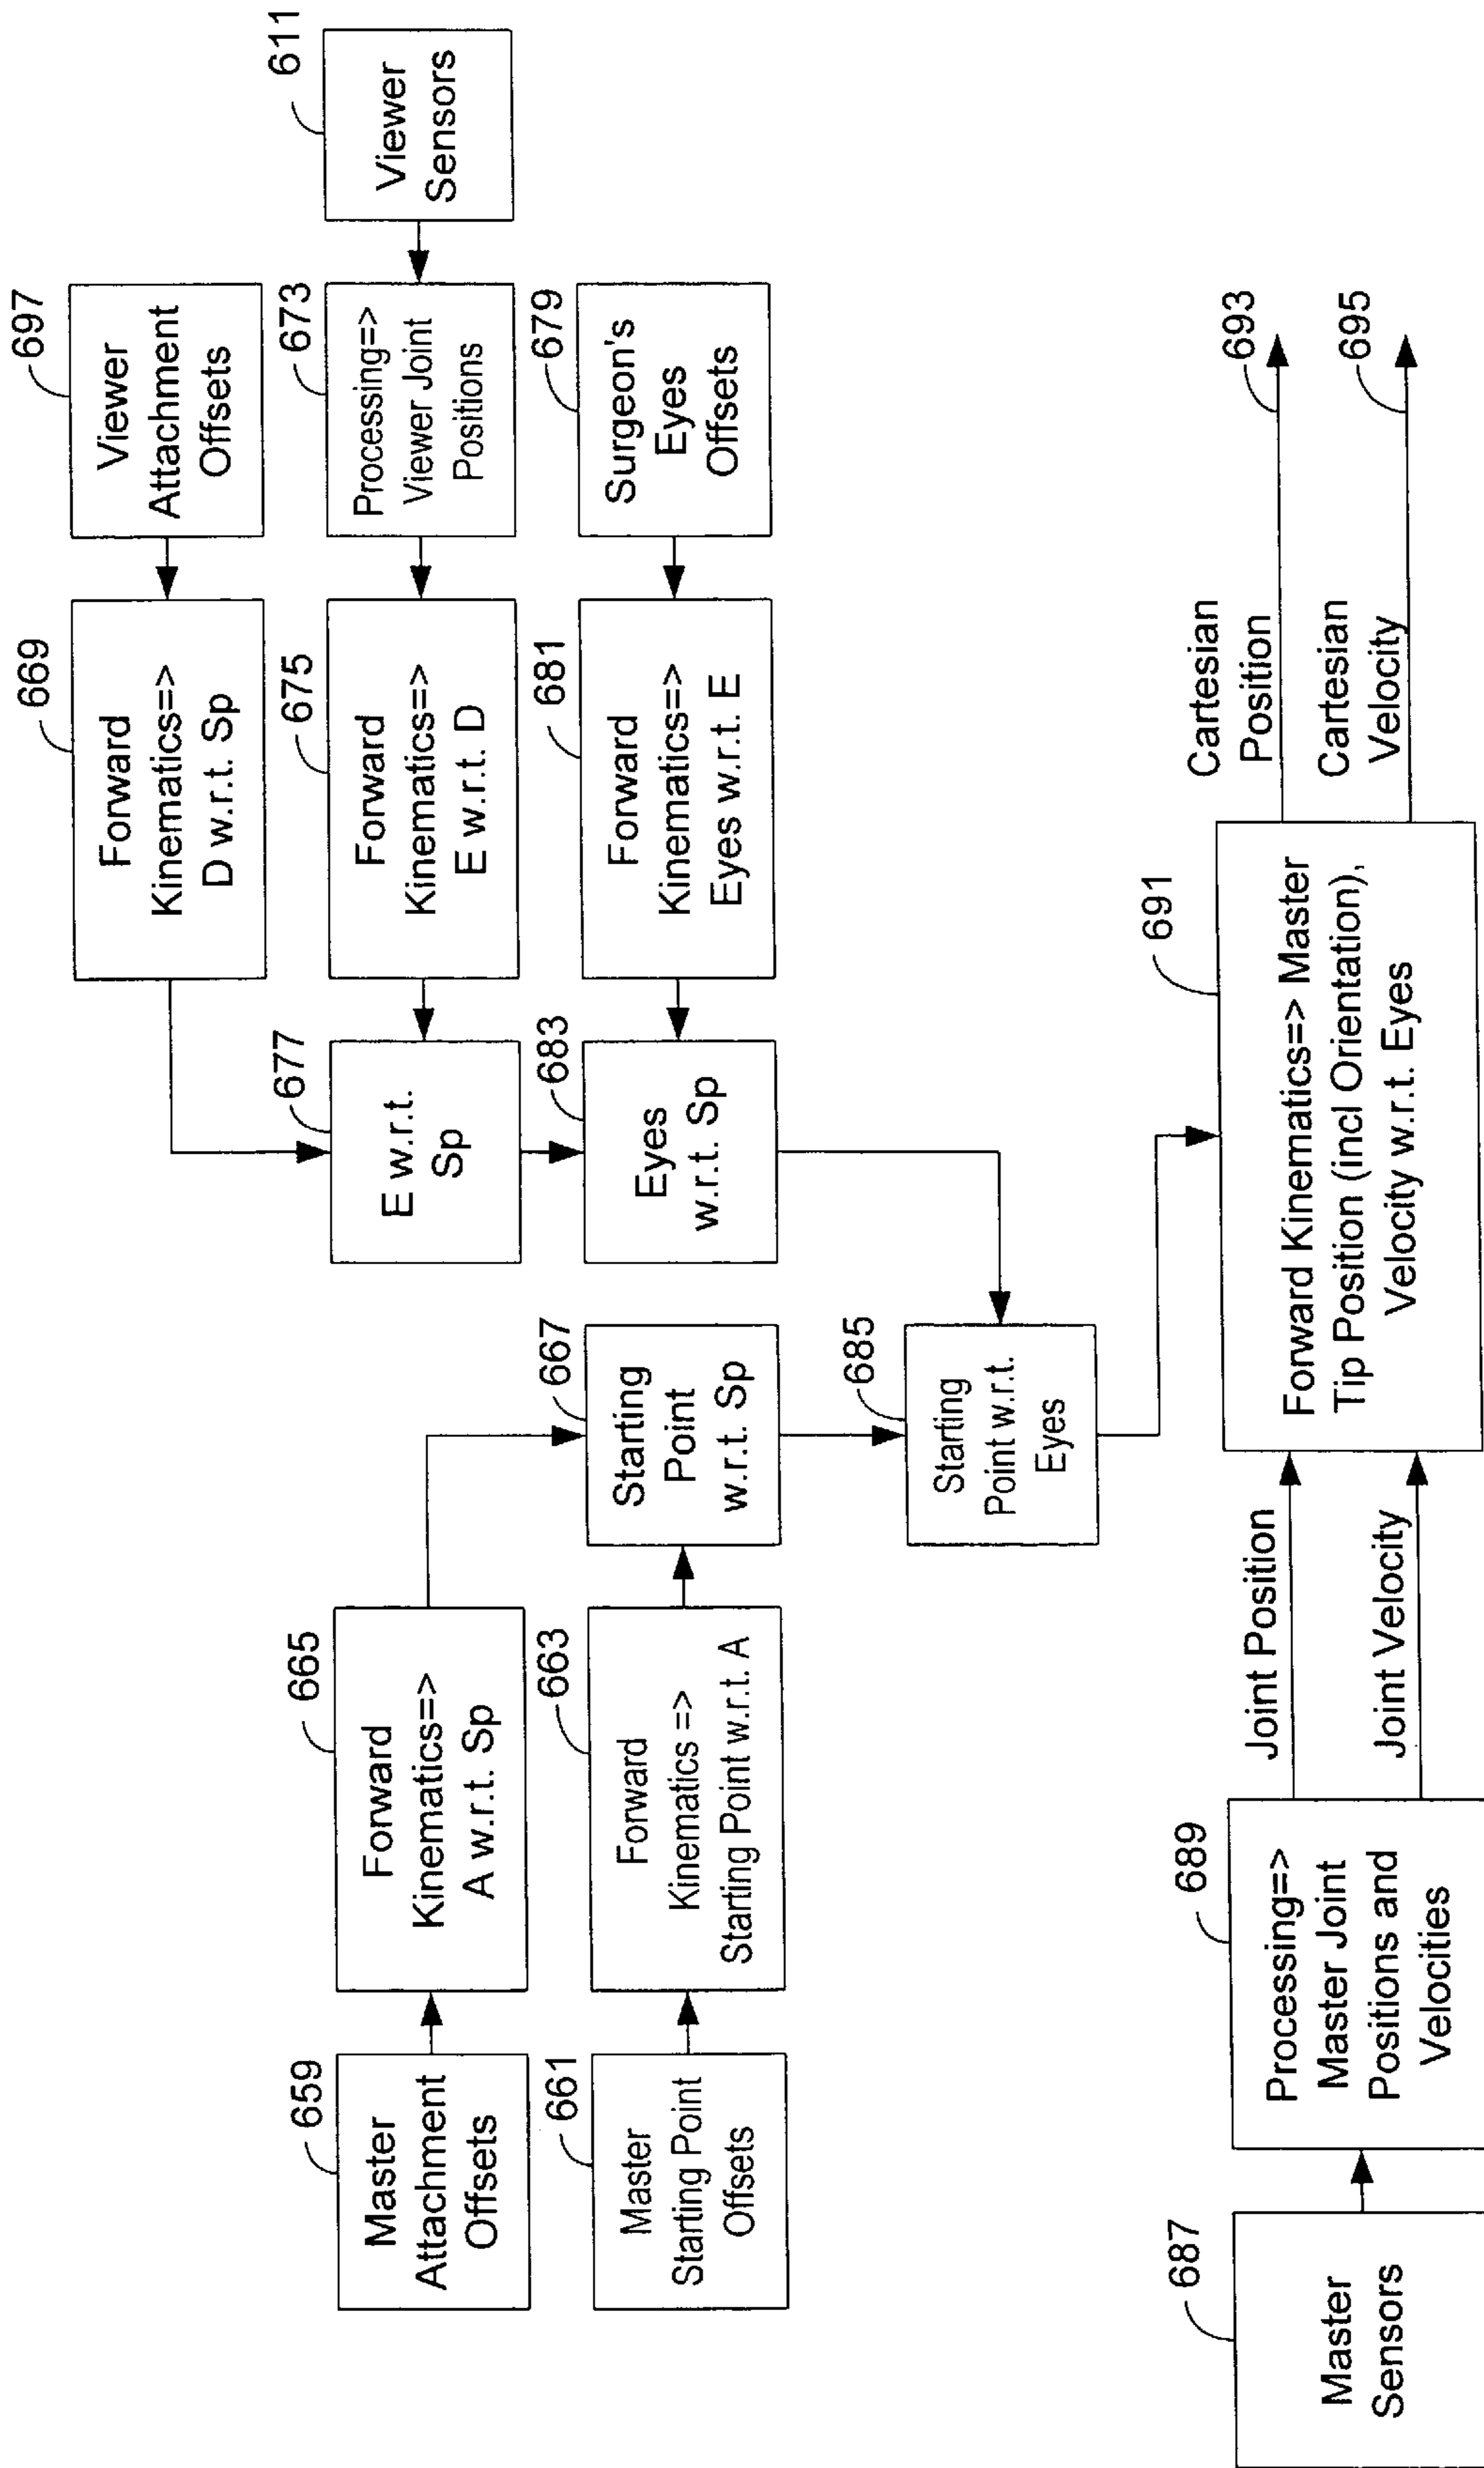 697
Viewer
Attachment
Offsets
611
Viewer
Sensors
669
Forward
Kinematics=>
D w.r.t. Sp
673
Processing=>
Viewer Joint
Positions
675
Forward
Kinematics=>
E w.r.t. D
679
Surgeon's
Eyes
Offsets
681
Forward
Kinematics=>
Eyes w.r.t. E
677
E w.r.t.
Sp
683
Eyes
w.r.t. Sp
659
Master
Attachment
Offsets
665
Forward
Kinematics=>
A w.r.t. Sp
661
Master
Starting Point
Offsets
663
Forward
Kinematics =>
Starting Point w.r.t. A
667
Starting
Point
w.r.t. Sp
685
Starting
Point w.r.t.
Eyes
687
Master
Sensors
689
Processing=>
Master Joint
Positions and
Velocities
Joint Position
Joint Velocity
691
Forward Kinematics=> Master
Tip Position (incl Orientation),
Velocity w.r.t. Eyes
Cartesian
Position
693
Cartesian
Velocity
695